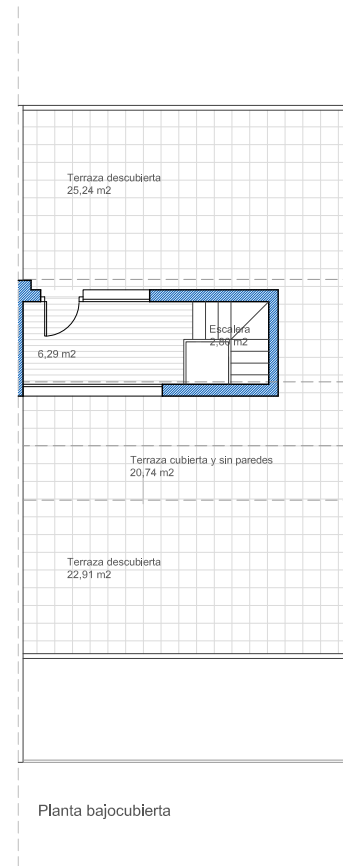 Terraza descubierta
25,24 m2
Escalera
2,80 m2
6,29 m2
Terraza cubierta y sin paredes
20,74 m2
Terraza descubierta
22,91 m2
Planta bajocubierta